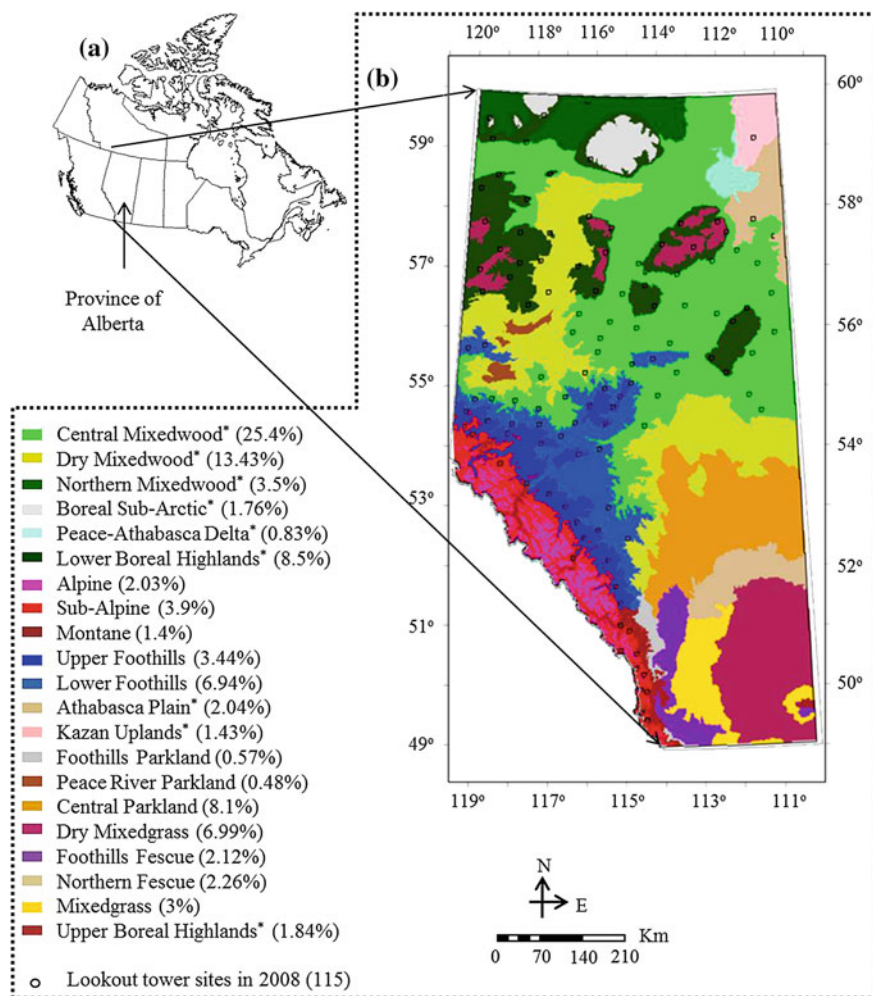 (a)
Province of
Alberta
(b)
120° 118° 116° 114° 112° 110°
60°
59°
58°
57°
56°
55°
54°
53°
52°
51°
50°
49°
119° 117° 115° 113° 111°
Central Mixedwood* (25.4%)
Dry Mixedwood* (13.43%)
Northern Mixedwood* (3.5%)
Boreal Sub-Arctic* (1.76%)
Peace-Athabasca Delta* (0.83%)
Lower Boreal Highlands* (8.5%)
Alpine (2.03%)
Sub-Alpine (3.9%)
Montane (1.4%)
Upper Foothills (3.44%)
Lower Foothills (6.94%)
Athabasca Plain* (2.04%)
Kazan Uplands* (1.43%)
Foothills Parkland (0.57%)
Peace River Parkland (0.48%)
Central Parkland (8.1%)
Dry Mixedgrass (6.99%)
Foothills Fescue (2.12%)
Northern Fescue (2.26%)
Mixedgrass (3%)
Upper Boreal Highlands* (1.84%)
Lookout tower sites in 2008 (115)
N
E
Km
0 70 140 210